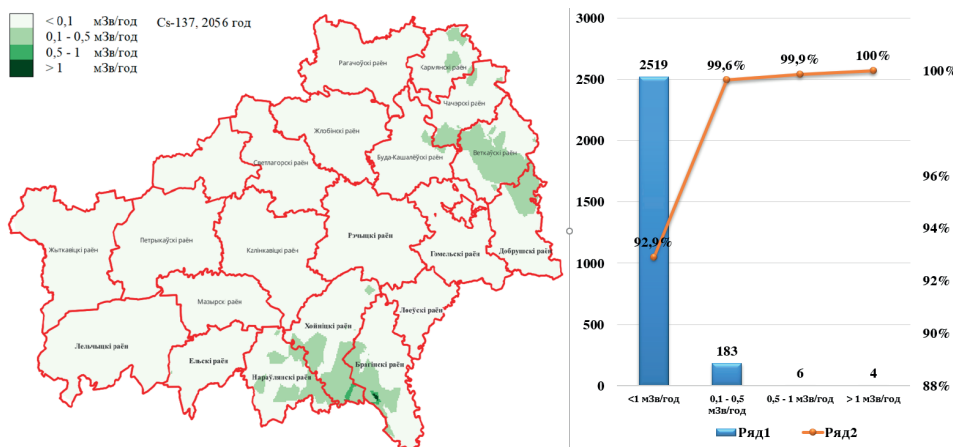 < 0,1 мЗв/год Cs-137, 2056 год
0,1 - 0,5 мЗв/год
0,5 - 1 мЗв/год
> 1 мЗв/год
Рагачоўскі раён
Кармянскі раён
Чачэрскі раён
Жлобінскі раён
Буда-Кашалёўскі раён
Веткаўскі раён
Светлагорскі раён
Рэчыцкі раён
Гомельскі раён
Добрушскі раён
Жыткавіцкі раён
Петрыкаўскі раён
Калінкавіцкі раён
Мазырскі раён
Лоеўскі раён
Хойніцкі раён
Лельчыцкі раён
Ельскі раён
Нараўлянскі раён
Брагінскі раён
3000
2500
2000
1500
1000
500
0
2519
183
6
4
92,9%
99,6%
99,9%
100%
100%
96%
94%
92%
90%
88%
<1 мЗв/год
0,1 - 0,5
мЗв/год
0,5 - 1 мЗв/год
> 1 мЗв/год
Ряд1
Ряд2